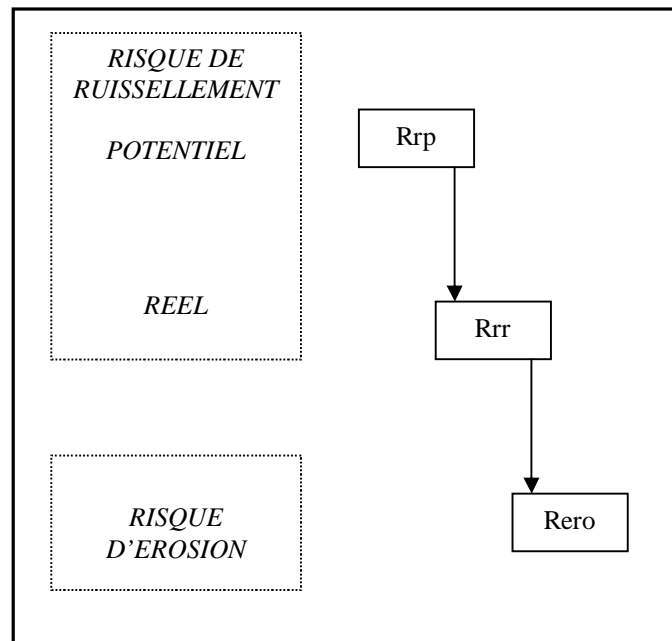 RISQUE DE
RUISSELLEMENT
POTENTIEL
Rrp
REEL
Rrr
RISQUE
D’EROSION
Rero